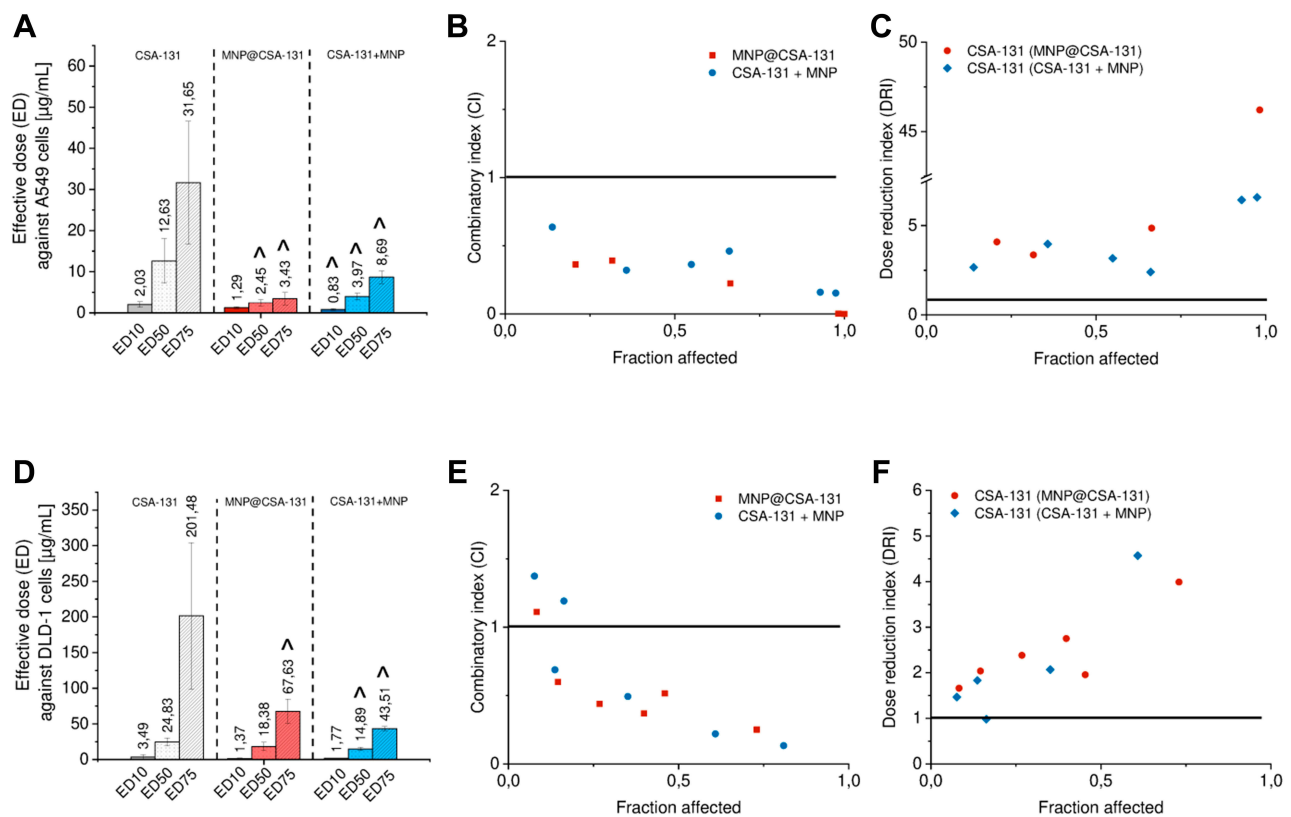 A
Effective dose (ED)
against A549 cells [µg/mL]
60
50
40
30
20
10
0
CSA-131
MNP@CSA-131
CSA-131+MNP
2,03
12,63
31,65
1,29
^ 2,45
^ 3,43
^ 0,83
^ 3,97
^ 8,69
ED10
ED50
ED75
ED10
ED50
ED75
ED10
ED50
ED75
B
Combinatory index (CI)
2
1
0
MNP@CSA-131
CSA-131 + MNP
0,0
0,5
1,0
Fraction affected
C
Dose reduction index (DRI)
50
45
5
0
CSA-131 (MNP@CSA-131)
CSA-131 (CSA-131 + MNP)
0,0
0,5
1,0
Fraction affected
D
Effective dose (ED)
against DLD-1 cells [µg/mL]
350
300
250
200
150
100
50
0
CSA-131
MNP@CSA-131
CSA-131+MNP
3,49
24,83
201,48
1,37
18,38
^ 67,63
1,77
^ 14,89
^ 43,51
ED10
ED50
ED75
ED10
ED50
ED75
ED10
ED50
ED75
E
Combinatory index (CI)
2
1
0
MNP@CSA-131
CSA-131 + MNP
0,0
0,5
1,0
Fraction affected
F
Dose reduction index (DRI)
6
5
4
3
2
1
0
CSA-131 (MNP@CSA-131)
CSA-131 (CSA-131 + MNP)
0,0
0,5
1,0
Fraction affected